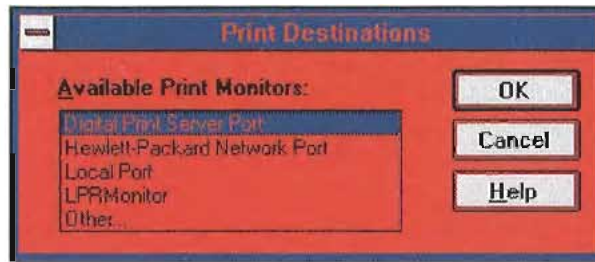 Print Destinations
Available Print Monitors:
Digital Print Server Port
Hewlett-Packard Network Port
Local Port
LPRMonitor
Other...
OK
Cancel
Help